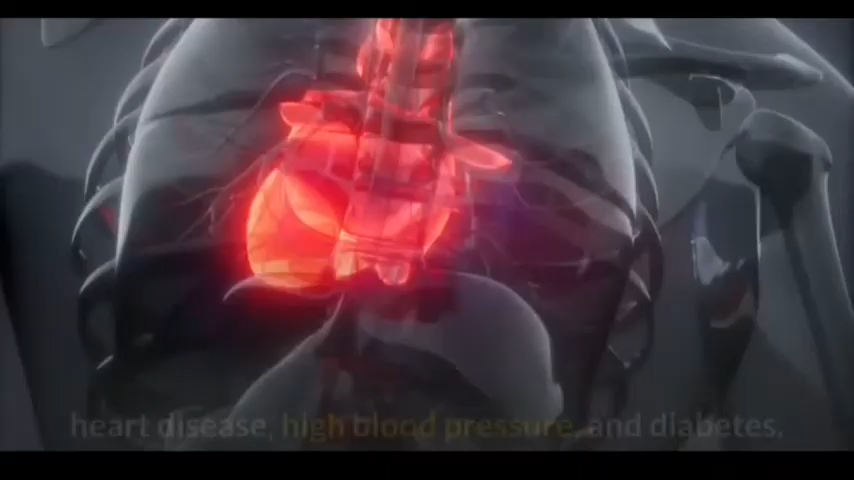 heart disease, high blood pressure, and diabetes,